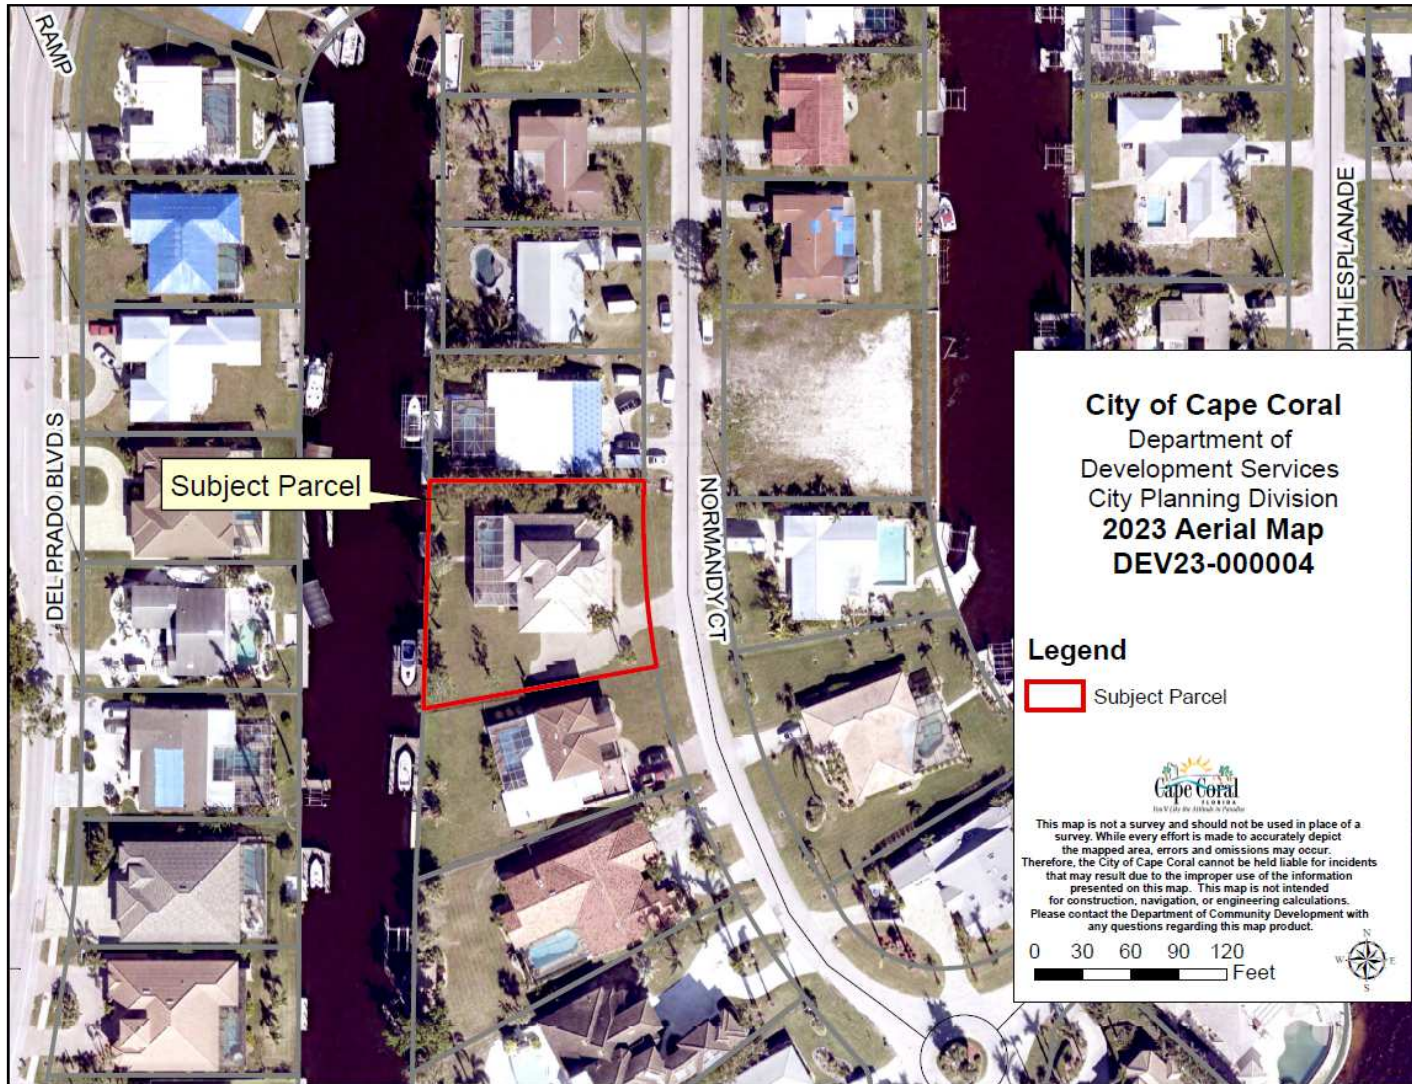 RAMP
DEL PRADO BLVD S
Subject Parcel
NORMANDY CT
DITH ESPLANADE
City of Cape Coral
Department of
Development Services
City Planning Division
2023 Aerial Map
DEV23-000004
Legend
Subject Parcel
Cape Coral
FLORIDA
This map is not a survey and should not be used in place of a
survey. While every effort is made to accurately depict
the mapped area, errors and omissions may occur.
Therefore, the City of Cape Coral cannot be held liable for incidents
that may result due to the improper use of the information
presented on this map. This map is not intended
for construction, navigation, or engineering calculations.
Please contact the Department of Community Development with
any questions regarding this map product.
N
W E
S
0 30 60 90 120
Feet